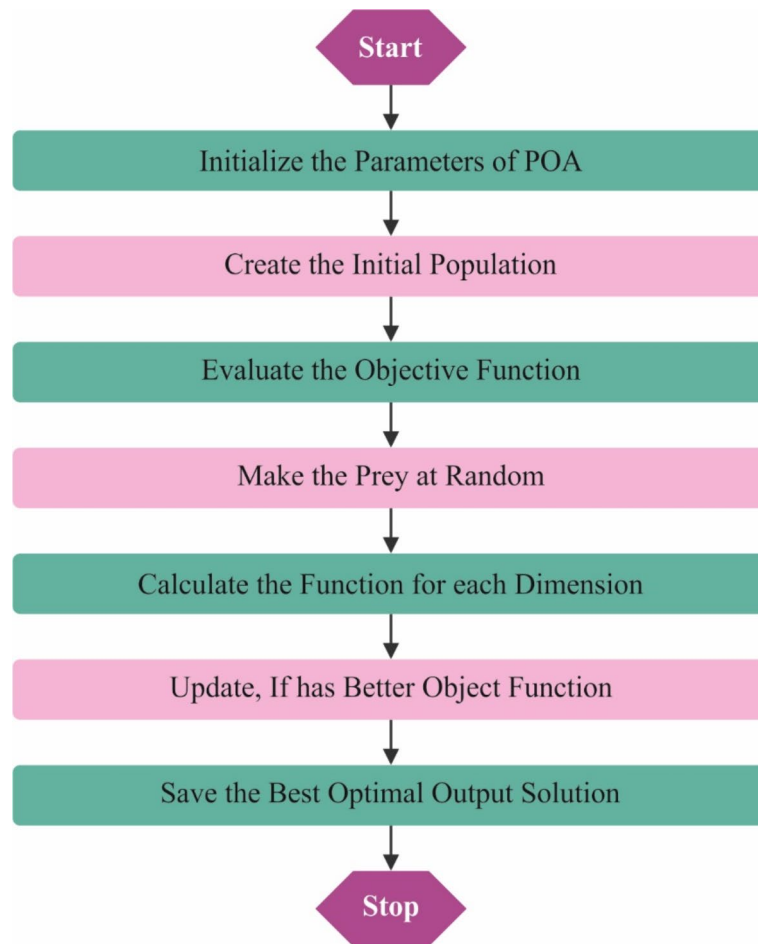 Start
Initialize the Parameters of POA
Create the Initial Population
Evaluate the Objective Function
Make the Prey at Random
Calculate the Function for each Dimension
Update, If has Better Object Function
Save the Best Optimal Output Solution
Stop